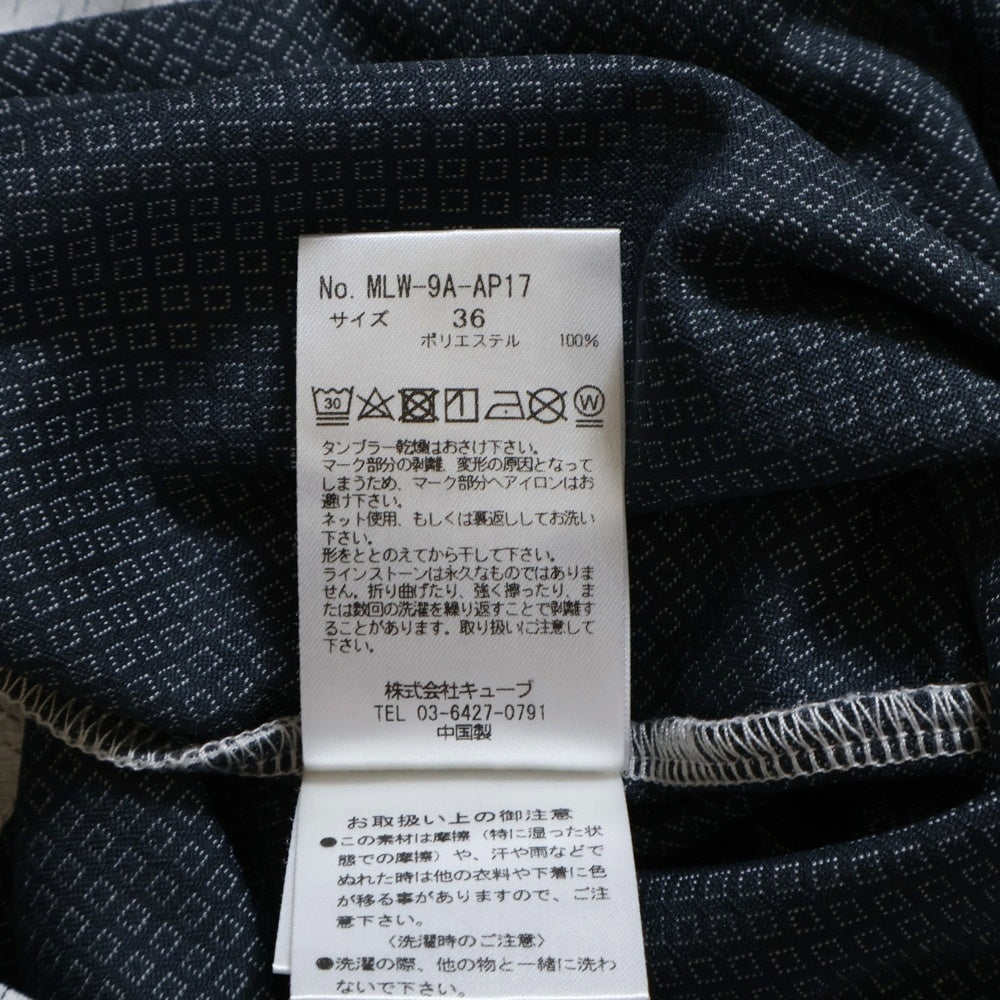 No. MLW-9A-AP17
サイズ 36
ポリエステル 100%
30 W
タンブラー乾燥はおさけ下さい。
マーク部分の剥離、変形の原因となって
しまうため、マーク部分へアイロンはお
避け下さい。
ネット使用、もしくは裏返ししてお洗い
下さい。
形をととのえてから干して下さい。
ラインストーンは永久なものではありま
せん。折り曲げたり、強く擦ったり、ま
たは数回の洗濯を繰り返すことで剥離す
ることがあります。取り扱いに注意して
下さい。
株式会社キューブ
TEL 03-6427-0791
中国製
お取扱い上の御注意
●この素材は摩擦（特に湿った状
態での摩擦）や、汗や雨などで
ぬれた時は他の衣料や下着に色
が移る事がありますので、ご注
意下さい。
〈洗濯時のご注意〉
●洗濯の際、他の物と一緒に洗わ
ないで下さい。